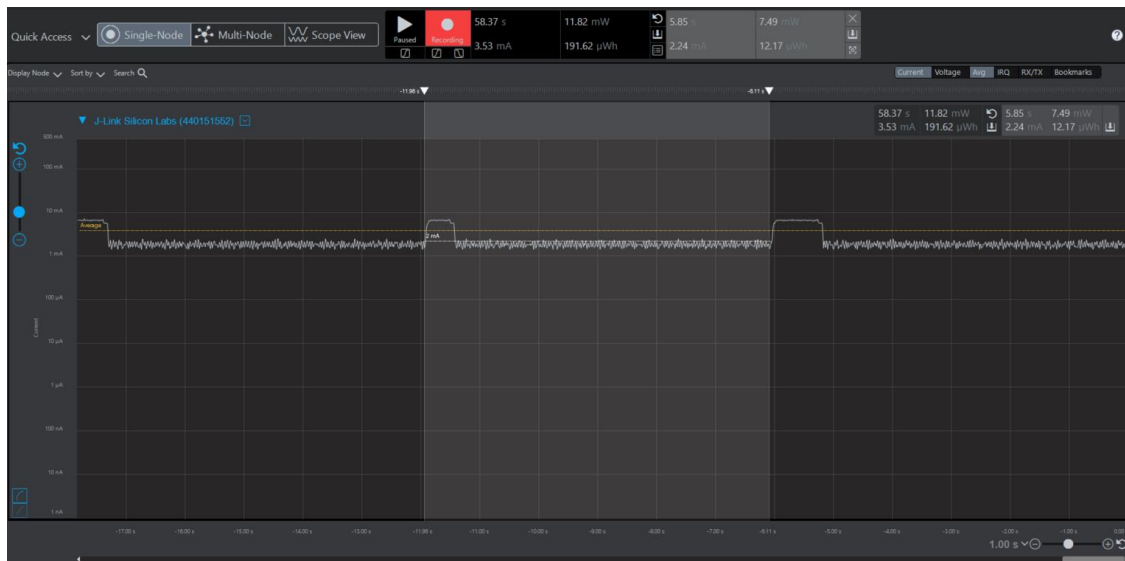 Quick Access Single-Node Multi-Node Scope View
Paused Recording
58.37 s 11.82 mW 5.85 s 7.49 mW
3.53 mA 191.62 µWh 2.24 mA 12.17 µWh
Display Node Sort by Search Current Voltage Avg IRQ RX/TX Bookmarks
-11.96 s -6.11 s
J-Link Silicon Labs (440151552)
58.37 s 11.82 mW 5.85 s 7.49 mW
3.53 mA 191.62 µWh 2.24 mA 12.17 µWh
500 mA
100 mA
10 mA
Average
2 mA
1 mA
100 µA
Current
10 µA
1 µA
100 nA
10 nA
1 nA
-17.00 s -16.00 s -15.00 s -14.00 s -13.00 s -11.96 s -11.00 s -10.00 s -9.00 s -8.00 s -7.00 s -6.11 s -5.00 s -4.00 s -3.00 s -2.00 s -1.00 s
1.00 s